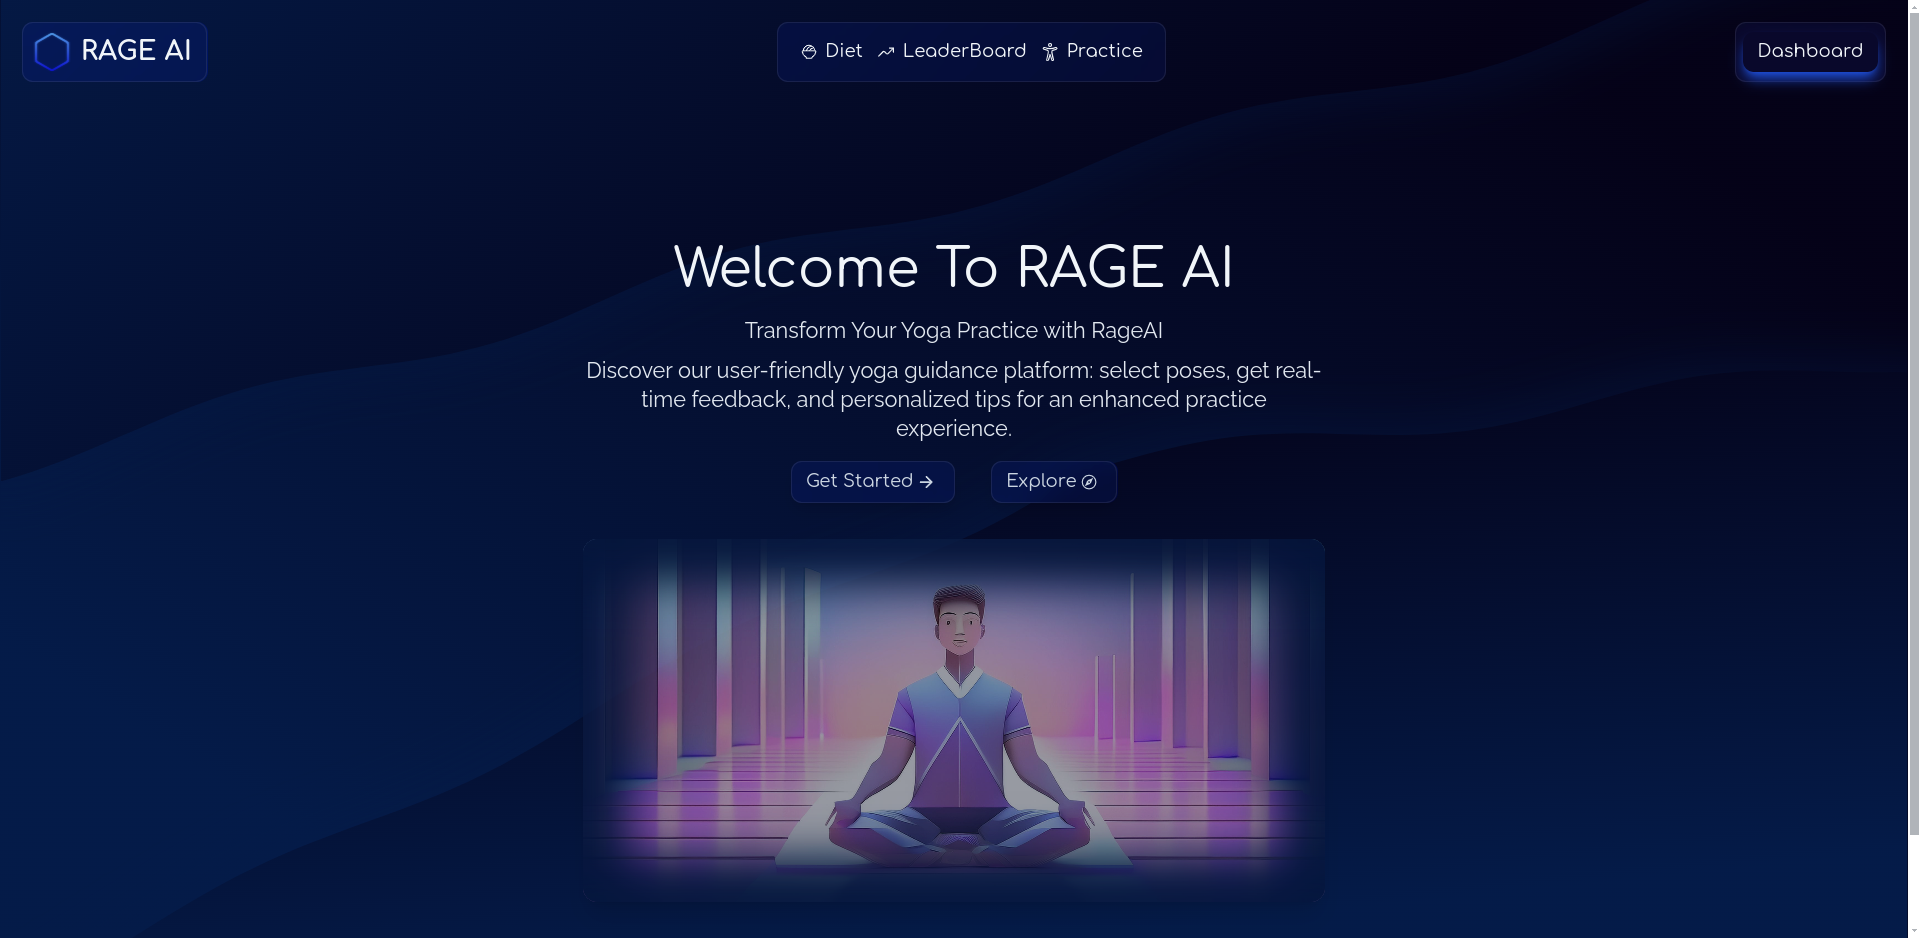 RAGE AI
Diet LeaderBoard Practice
Dashboard
Welcome To RAGE AI
Transform Your Yoga Practice with RageAI
Discover our user-friendly yoga guidance platform: select poses, get real-
time feedback, and personalized tips for an enhanced practice
experience.
Get Started
Explore